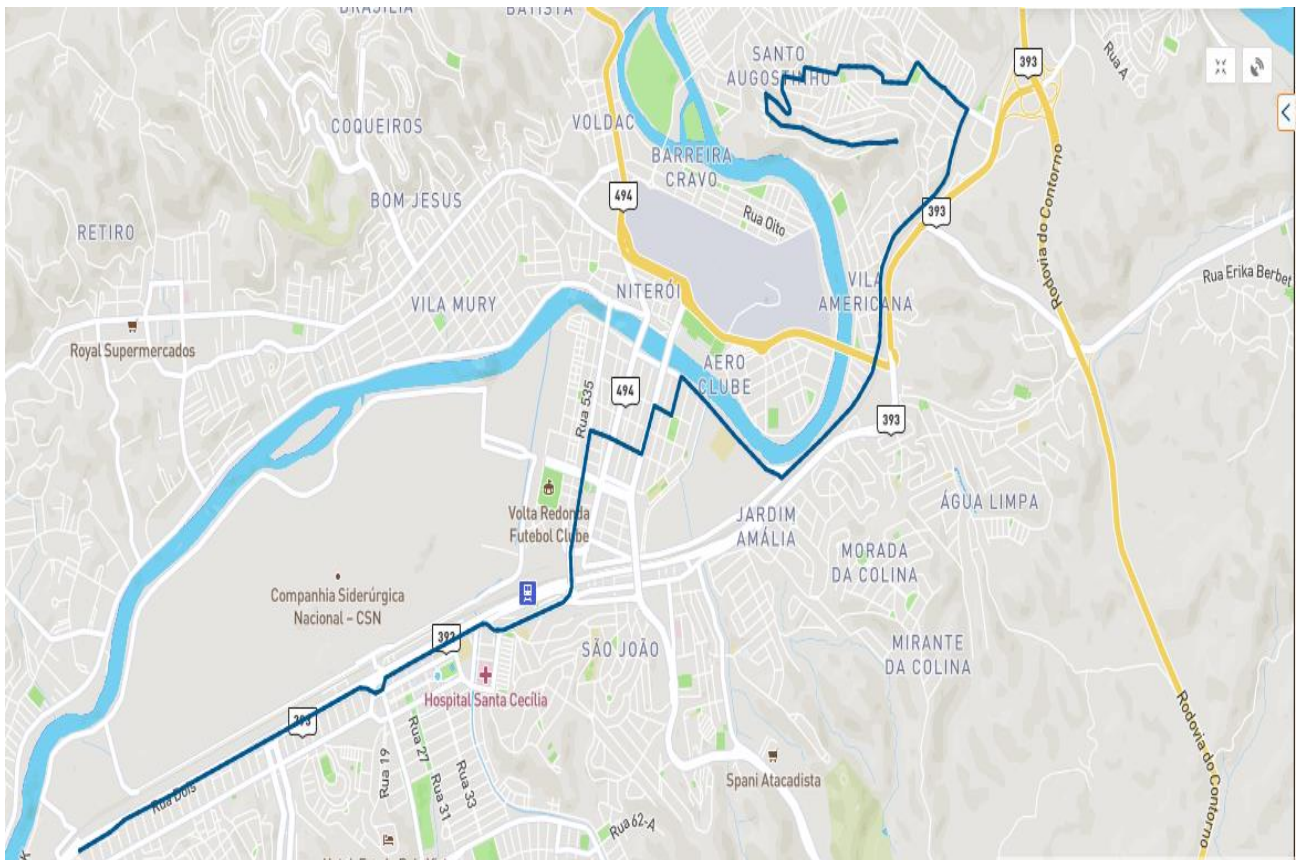 BRASÍLIA
BATISTA
SANTO
AUGOSTINHO
393
Rua A
COQUEIROS
VOLDAC
BARREIRA
CRAVO
494
BOM JESUS
RETIRO
Rua Oito
393
Rodovia do Contorno
Rua Erika Berbet
VILA
AMERICANA
NITERÓI
VILA MURY
Royal Supermercados
AERO
CLUBE
494
Rua 535
393
ÁGUA LIMPA
Volta Redonda
Futebol Clube
JARDIM
AMÁLIA
MORADA
DA COLINA
Companhia Siderúrgica
Nacional – CSN
393
SÃO JOÃO
MIRANTE
DA COLINA
Hospital Santa Cecília
393
Rodovia do Contorno
Rua 19
Rua 27
Rua 31
Rua 33
Spani Atacadista
Rua Dois
Rua 62-A